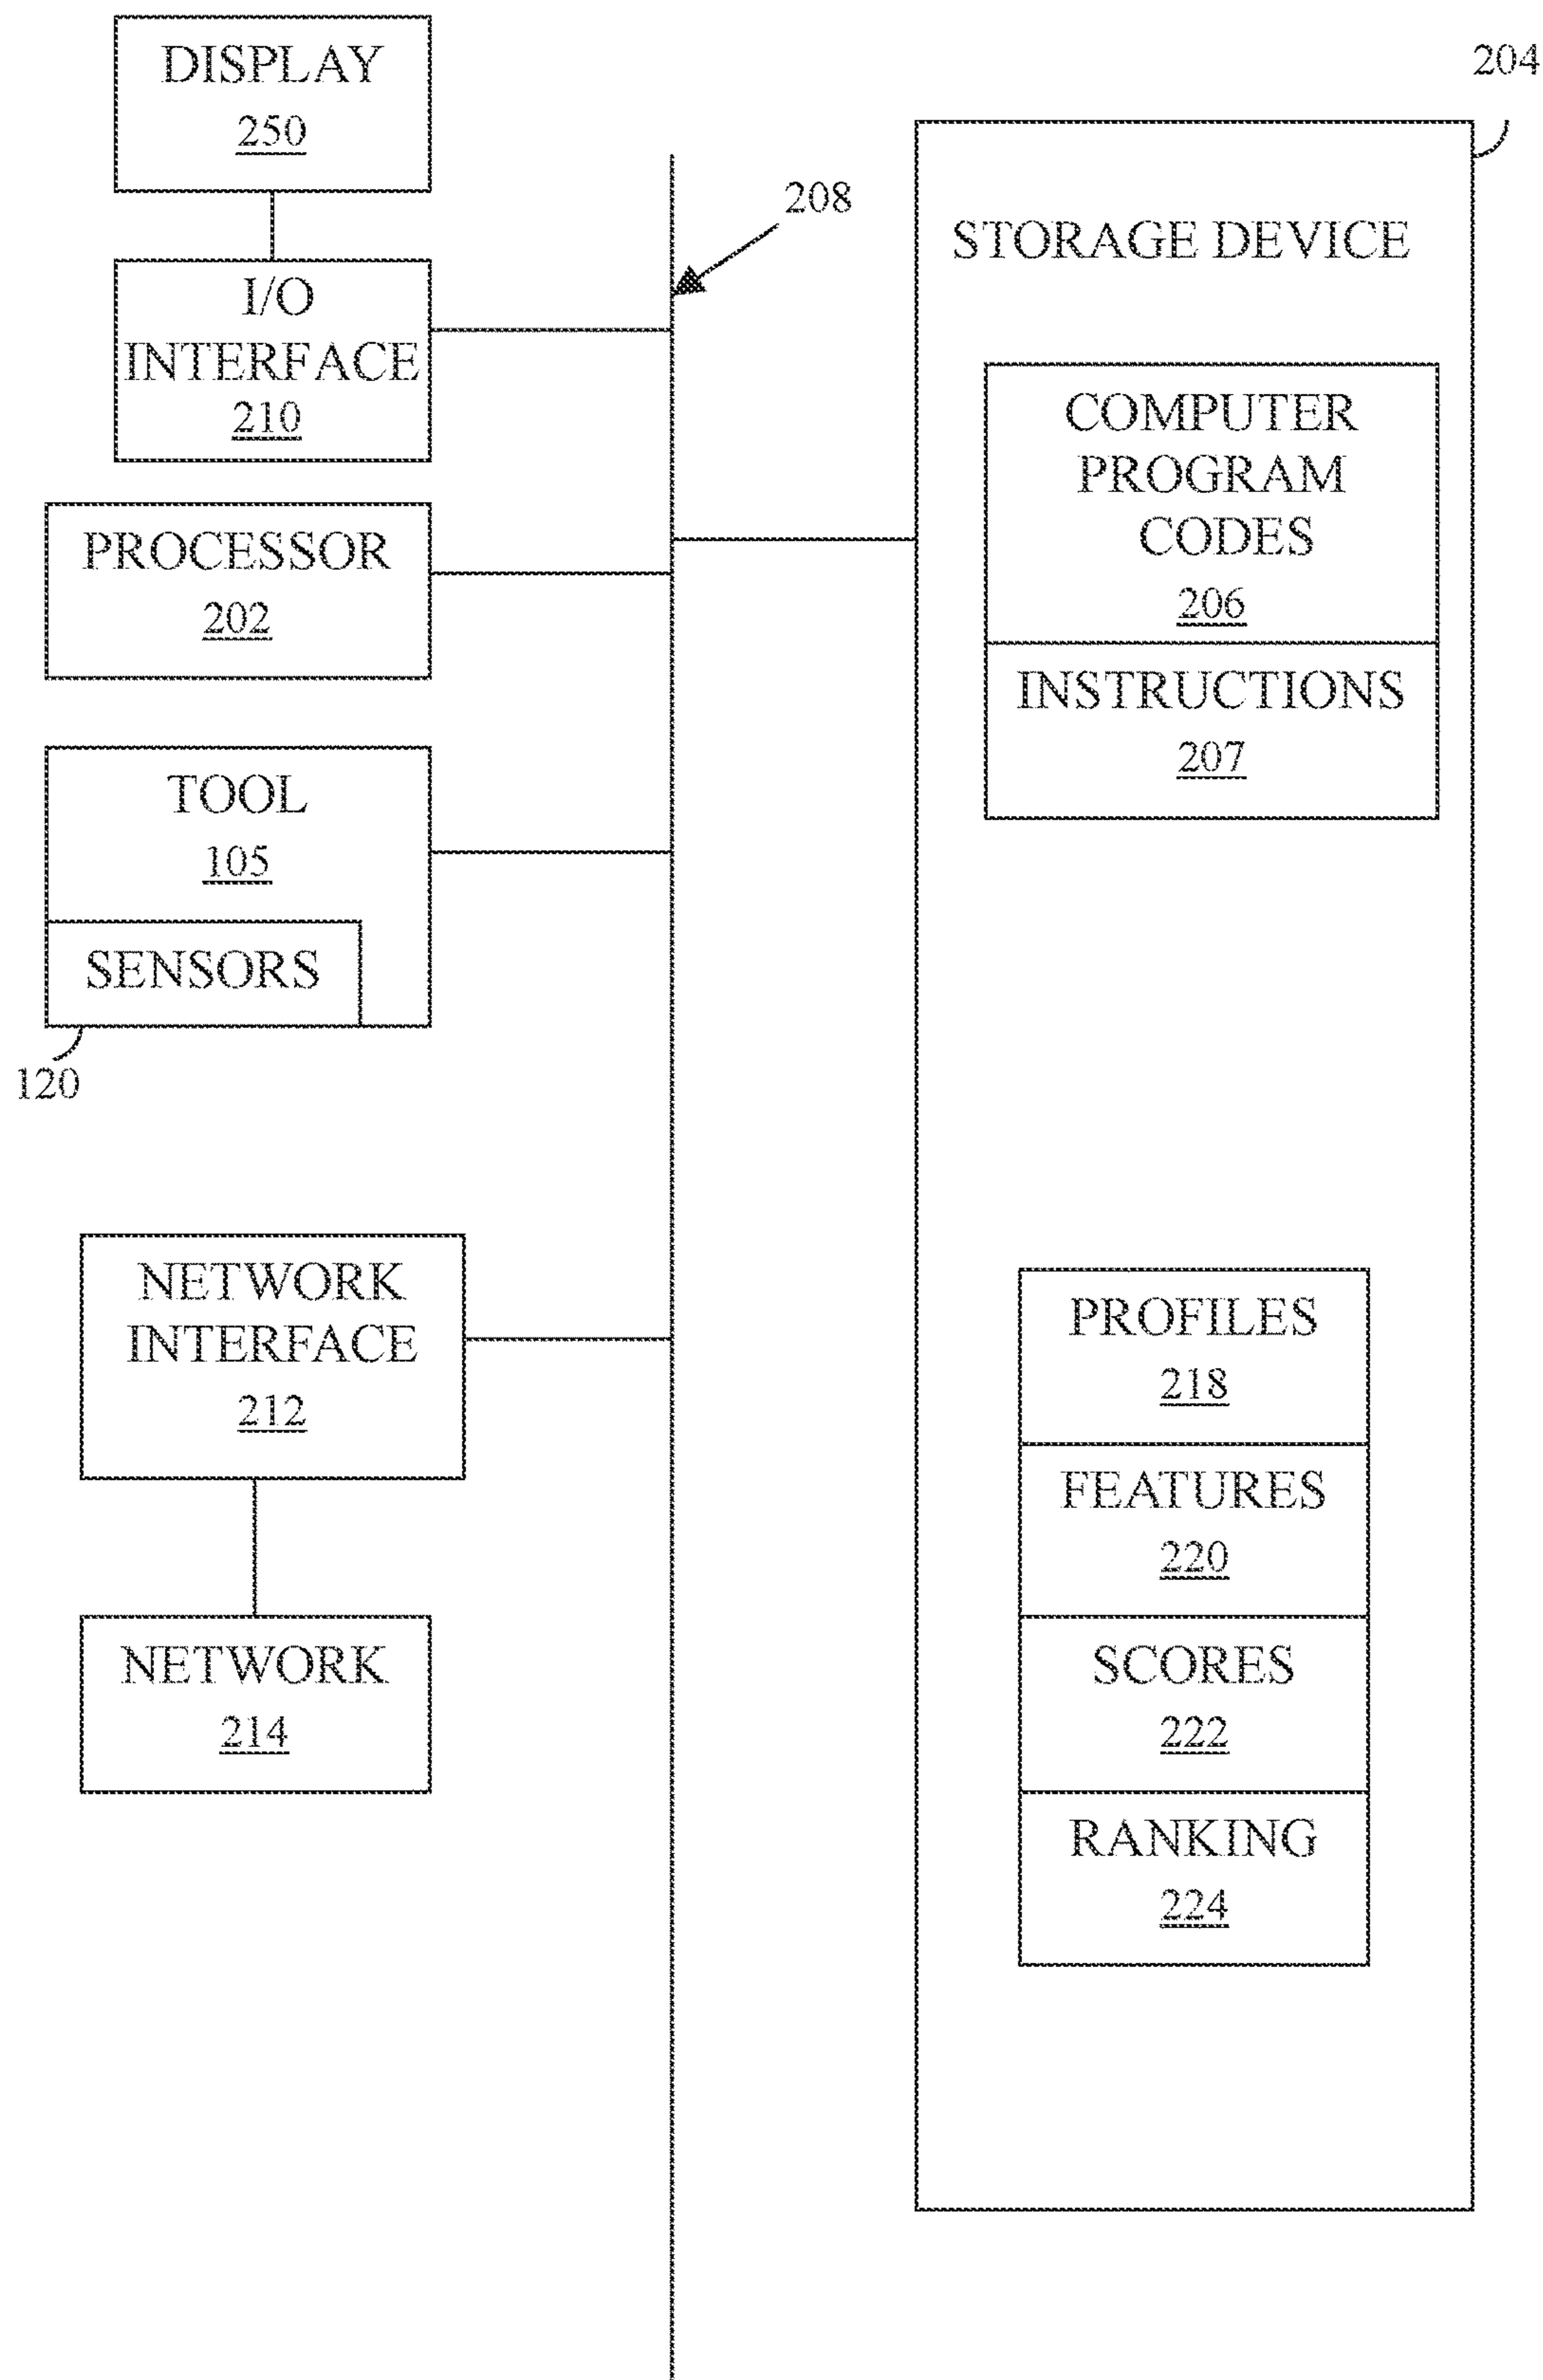 DISPLAY
250
I/O
INTERFACE
210
PROCESSOR
202
TOOL
105
SENSORS
120
NETWORK
INTERFACE
212
NETWORK
214
208
204
STORAGE DEVICE
COMPUTER
PROGRAM
CODES
206
INSTRUCTIONS
207
PROFILES
218
FEATURES
220
SCORES
222
RANKING
224